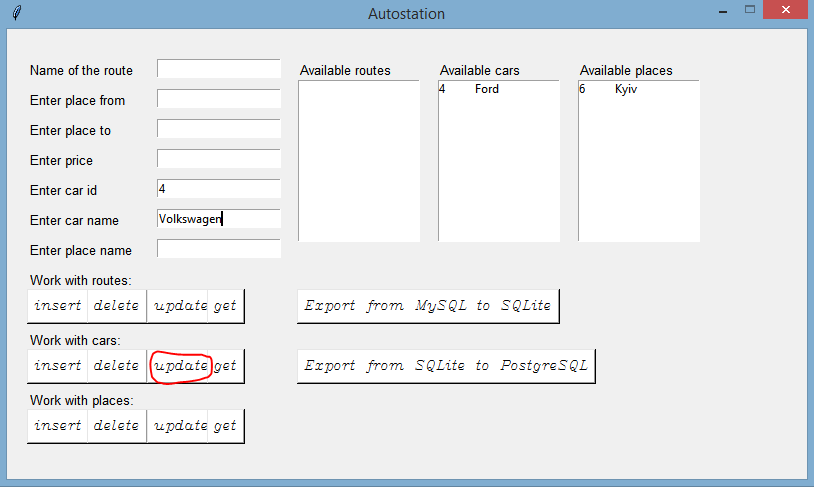 Autostation
Name of the route
Enter place from
Enter place to
Enter price
Enter car id 4
Enter car name Volkswagen
Enter place name
Available routes
Available cars
4 Ford
Available places
6 Kyiv
Work with routes:
insert delete update get
Export from MySQL to SQLite
Work with cars:
insert delete update get
Export from SQLite to PostgreSQL
Work with places:
insert delete update get